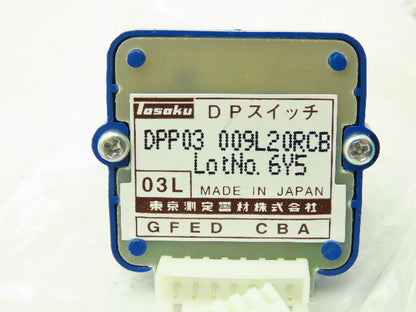 Tosoku DPスイッチ
DPP03 009L20RCB
LotNo. 6Y5
03L MADE IN JAPAN
東京測定器材株式会社
GFED CBA